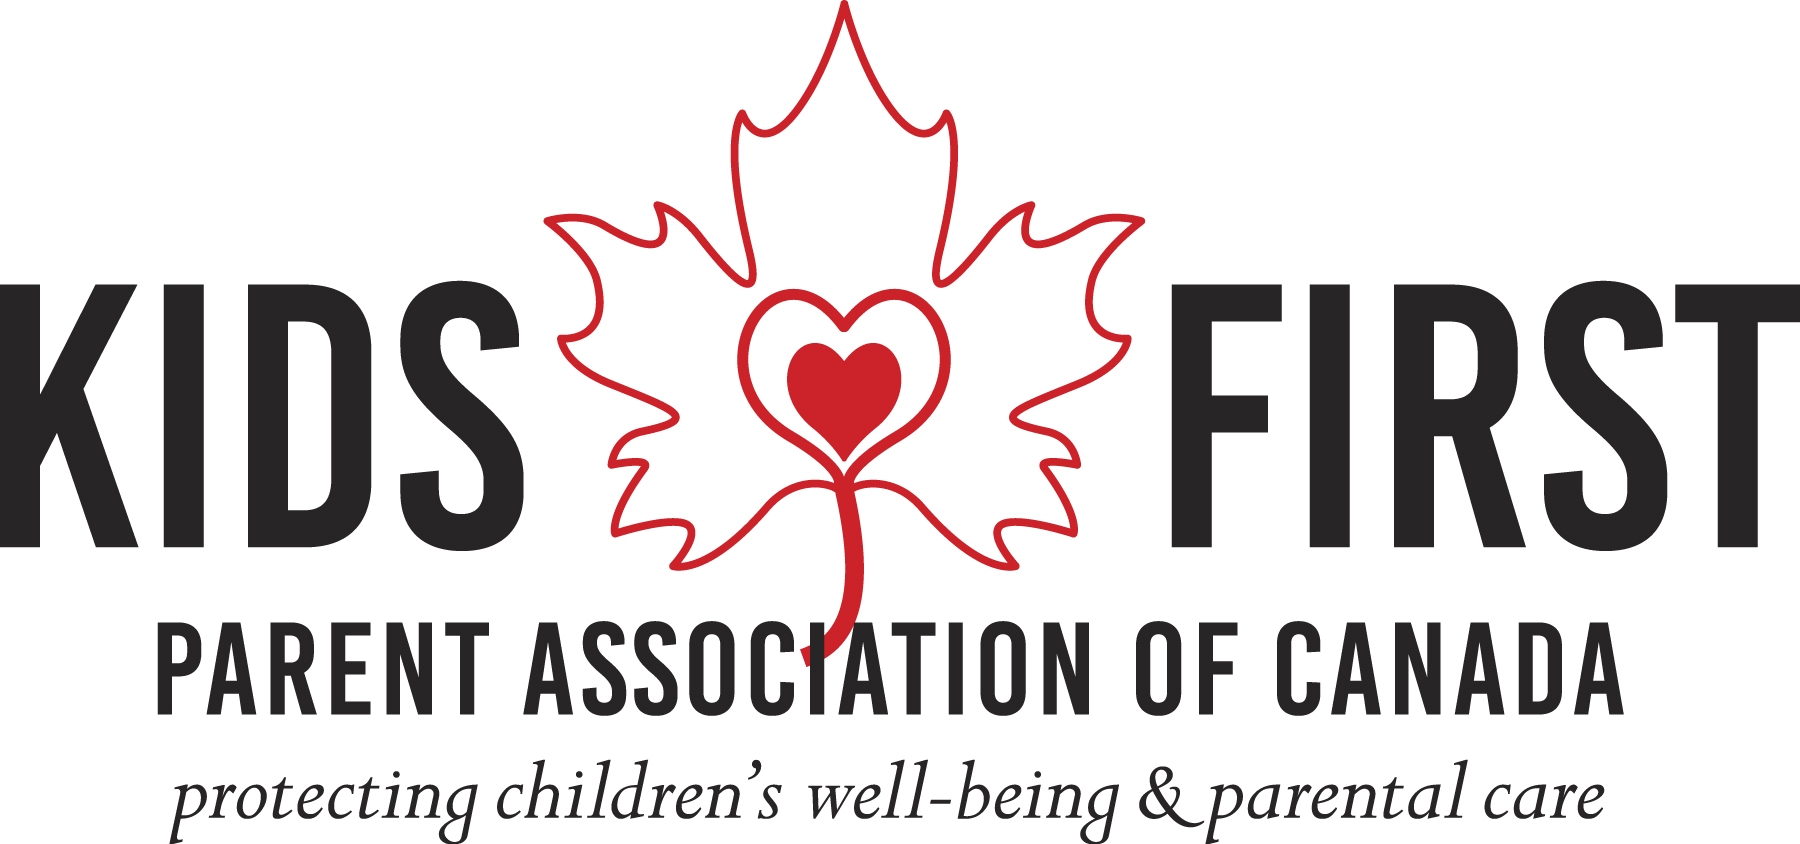 KIDS FIRST
PARENT ASSOCIATION OF CANADA
protecting children's well-being & parental care